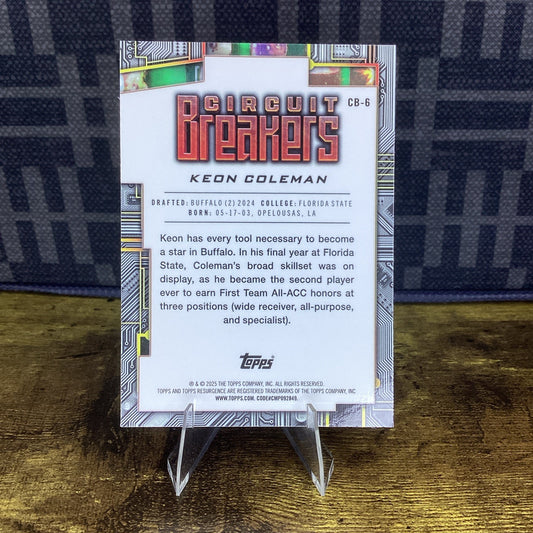 CIRCUIT
CB-6
Breakers
KEON COLEMAN
DRAFTED: BUFFALO (2) 2024 COLLEGE: FLORIDA STATE
BORN: 05-17-03, OPELOUSAS, LA
Keon has every tool necessary to become
a star in Buffalo. In his final year at Florida
State, Coleman's broad skillset was on
display, as he became the second player
ever to earn First Team All-ACC honors at
three positions (wide receiver, all-purpose,
and specialist).
Topps
® & © 2025 THE TOPPS COMPANY, INC. ALL RIGHTS RESERVED.
TOPPS AND TOPPS RESURGENCE ARE REGISTERED TRADEMARKS OF THE TOPPS COMPANY, INC
WWW.TOPPS.COM. CODE#CMP092849.